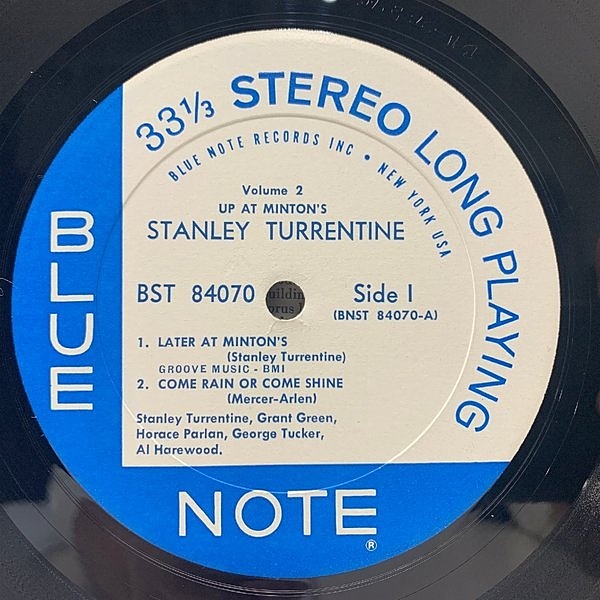 33⅓ STEREO LONG PLAYING
BLUE NOTE RECORDS INC • NEW YORK USA
Volume 2
UP AT MINTON'S
STANLEY TURRENTINE
BST 84070
Side 1
(BNST 84070-A)
1. LATER AT MINTON'S
(Stanley Turrentine)
GROOVE MUSIC - BMI
2. COME RAIN OR COME SHINE
(Mercer-Arlen)
Stanley Turrentine, Grant Green,
Horace Parlan, George Tucker,
Al Harewood.
BLUE
NOTE®